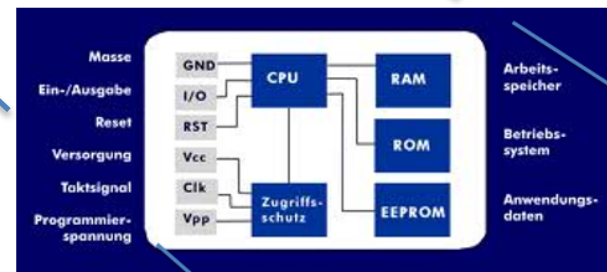 Masse
Ein-/Ausgabe
Reset
Versorgung
Taktsignal
Programmier-
spannung
GND
I/O
RST
Vcc
Clk
Vpp
CPU
Zugriffs-
schutz
RAM
ROM
EEPROM
Arbeits-
speicher
Betriebs-
system
Anwendungs-
daten